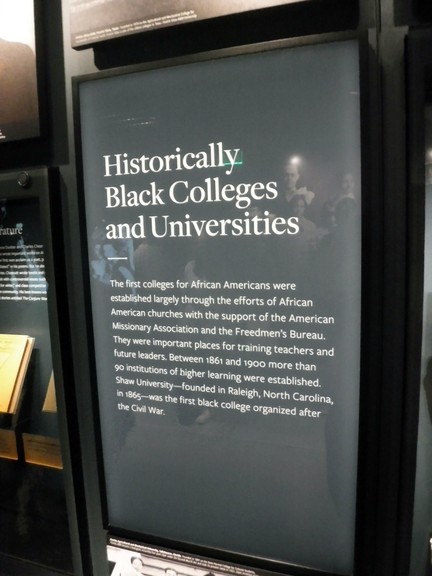 Historically
Black Colleges
and Universities
The first colleges for African Americans were
established largely through the efforts of African
American churches with the support of the American
Missionary Association and the Freedmen's Bureau.
They were important places for training teachers and
future leaders. Between 1861 and 1900 more than
90 institutions of higher learning were established.
Shaw University—founded in Raleigh, North Carolina,
in 1865—was the first black college organized after
the Civil War.